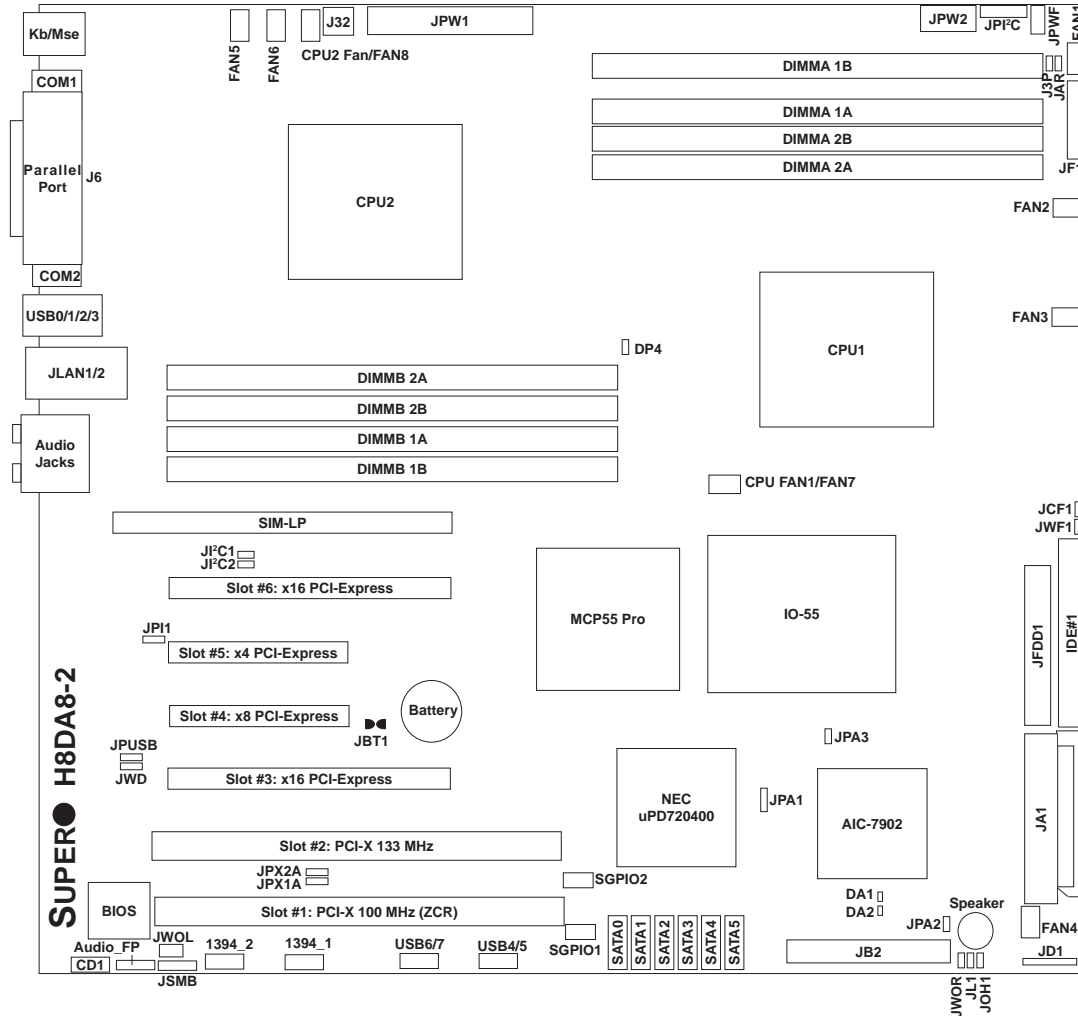 Kb/Mse
FAN5
FAN6
J32
CPU2 Fan/FAN8
JPW1
JPW2
JPI²C
JPWF
FAN1
COM1
DIMMA 1B
J3P
JAR
DIMMA 1A
DIMMA 2B
DIMMA 2A
JF1
Parallel
Port
J6
CPU2
FAN2
COM2
USB0/1/2/3
FAN3
JLAN1/2
DP4
CPU1
DIMMB 2A
DIMMB 2B
DIMMB 1A
DIMMB 1B
Audio
Jacks
CPU FAN1/FAN7
SIM-LP
JCF1
JWF1
JI²C1
JI²C2
Slot #6: x16 PCI-Express
MCP55 Pro
IO-55
JFDD1
IDE#1
JPI1
Slot #5: x4 PCI-Express
Slot #4: x8 PCI-Express
JBT1
Battery
JPUSB
JWD
Slot #3: x16 PCI-Express
JPA3
NEC
uPD720400
JPA1
AIC-7902
JA1
SUPER H8DA8-2
Slot #2: PCI-X 133 MHz
JPX2A
JPX1A
SGPIO2
DA1
DA2
BIOS
Slot #1: PCI-X 100 MHz (ZCR)
SGPIO1
SATA0
SATA1
SATA2
SATA3
SATA4
SATA5
JPA2
Speaker
FAN4
Audio_FP
JWOL
1394_2
1394_1
USB6/7
USB4/5
CD1
JSMB
JB2
JWOR
JL1
JOH1
JD1